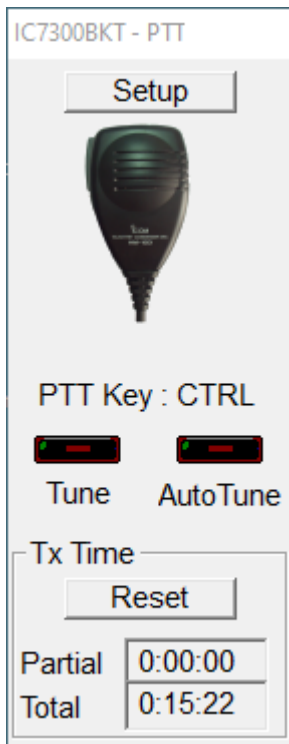 IC7300BKT - PTT
Setup
PTT Key : CTRL
Tune AutoTune
Tx Time
Reset
Partial 0:00:00
Total 0:15:22